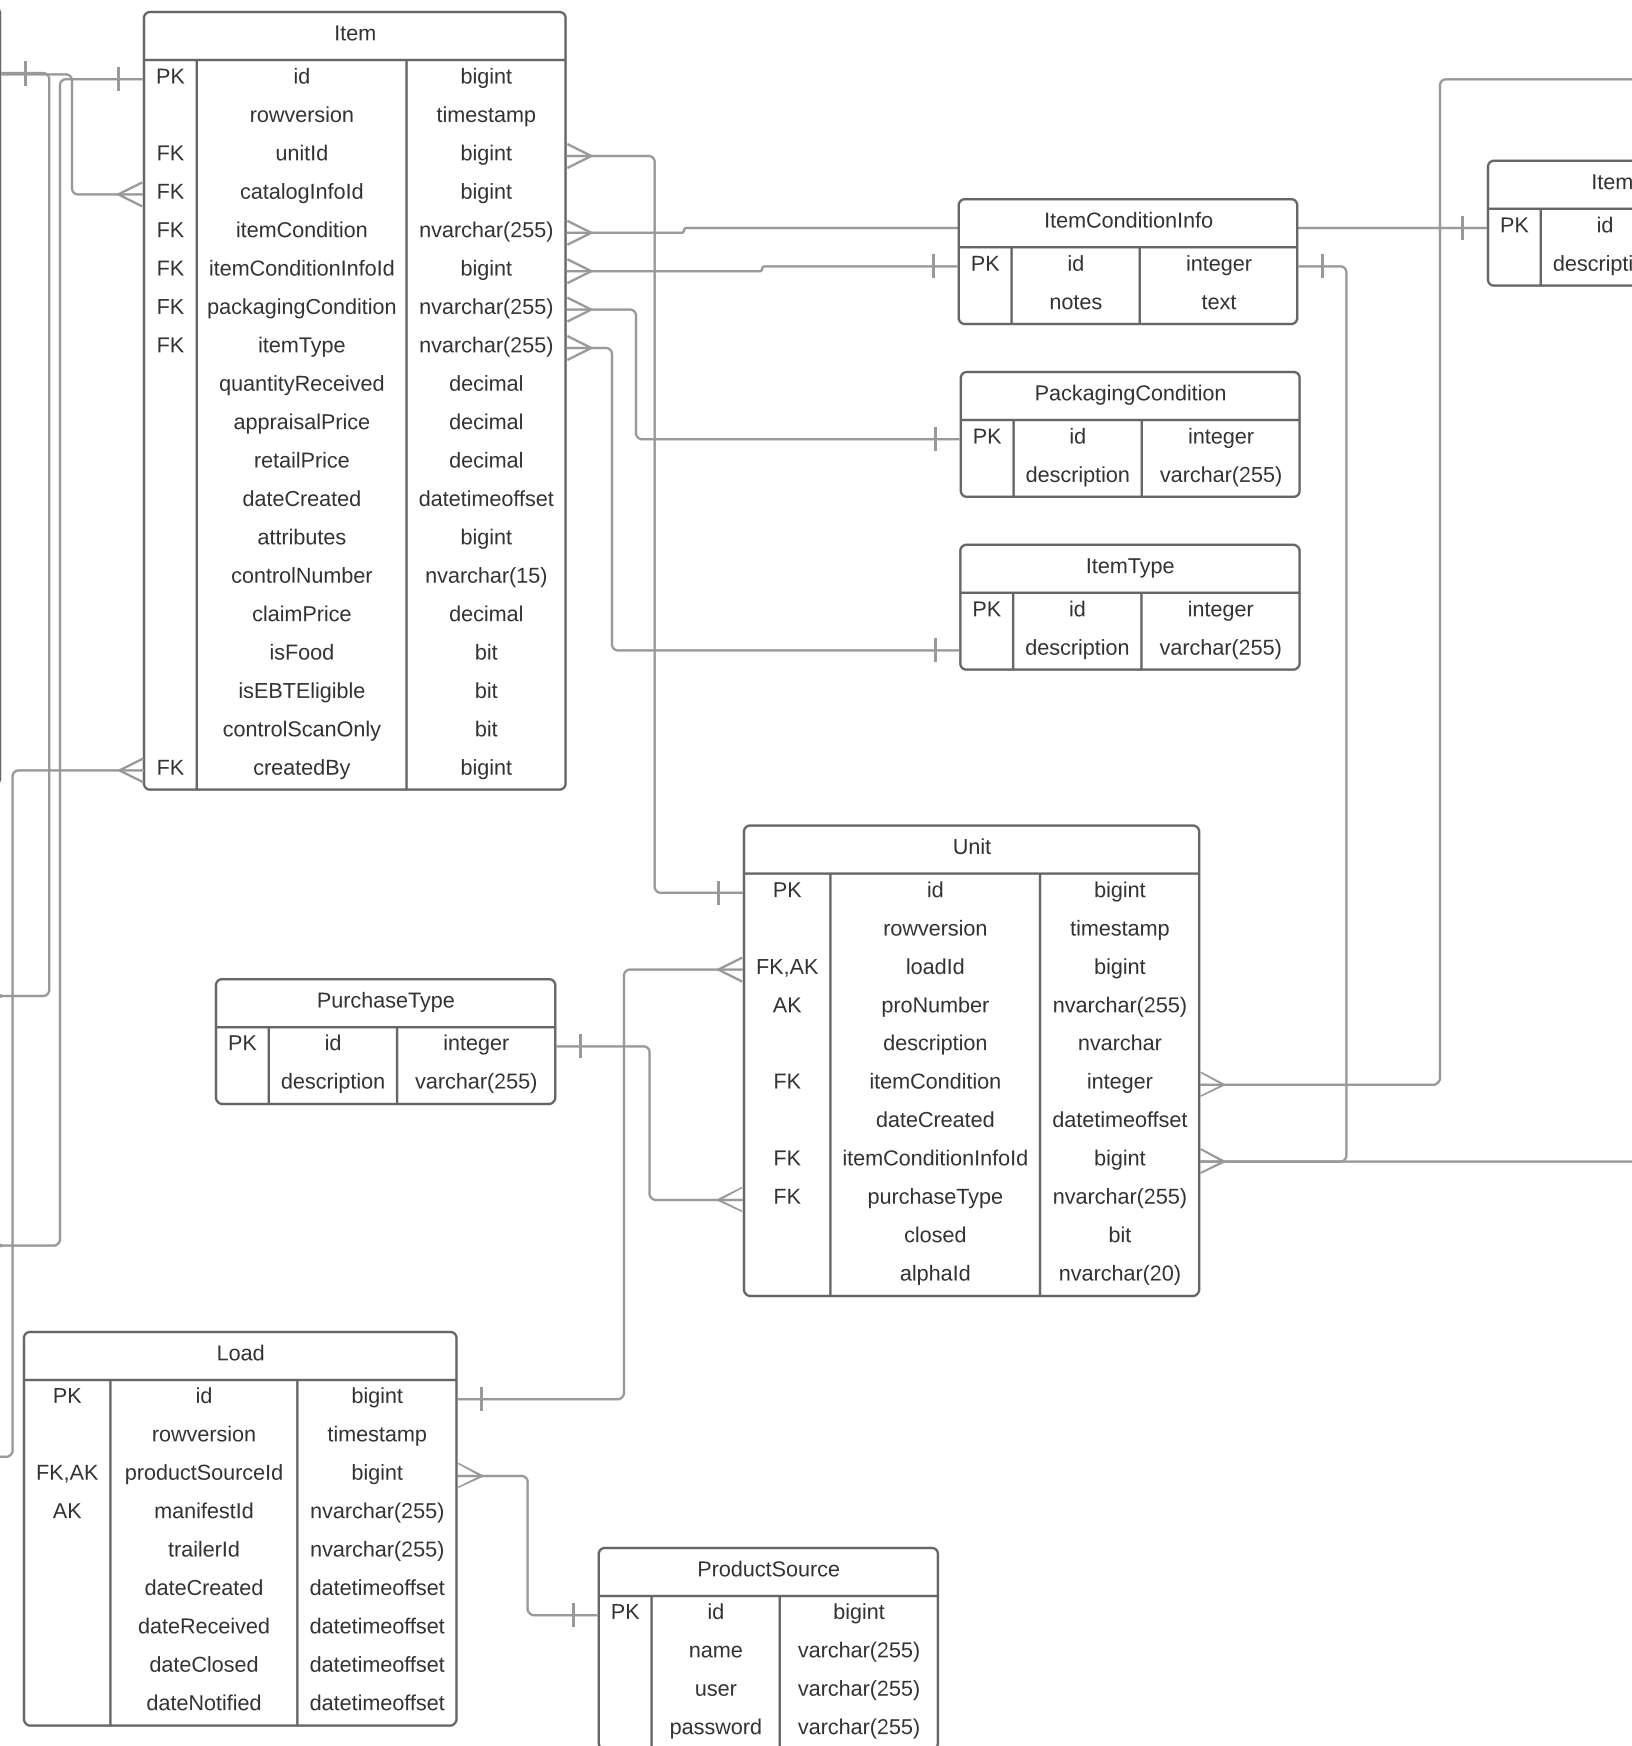 Item
PK id bigint
rowversion timestamp
FK unitId bigint
FK catalogInfoId bigint
FK itemCondition nvarchar(255)
FK itemConditionInfoId bigint
FK packagingCondition nvarchar(255)
FK itemType nvarchar(255)
quantityReceived decimal
appraisalPrice decimal
retailPrice decimal
dateCreated datetimeoffset
attributes bigint
controlNumber nvarchar(15)
claimPrice decimal
isFood bit
isEBTEligible bit
controlScanOnly bit
FK createdBy bigint
ItemConditionInfo
PK id integer
notes text
Item
PK id
descripti
PackagingCondition
PK id integer
description varchar(255)
ItemType
PK id integer
description varchar(255)
Unit
PK id bigint
rowversion timestamp
FK,AK loadId bigint
AK proNumber nvarchar(255)
description nvarchar
FK itemCondition integer
dateCreated datetimeoffset
FK itemConditionInfoId bigint
FK purchaseType nvarchar(255)
closed bit
alphaId nvarchar(20)
PurchaseType
PK id integer
description varchar(255)
Load
PK id bigint
rowversion timestamp
FK,AK productSourceId bigint
AK manifestId nvarchar(255)
trailerId nvarchar(255)
dateCreated datetimeoffset
dateReceived datetimeoffset
dateClosed datetimeoffset
dateNotified datetimeoffset
ProductSource
PK id bigint
name varchar(255)
user varchar(255)
password varchar(255)